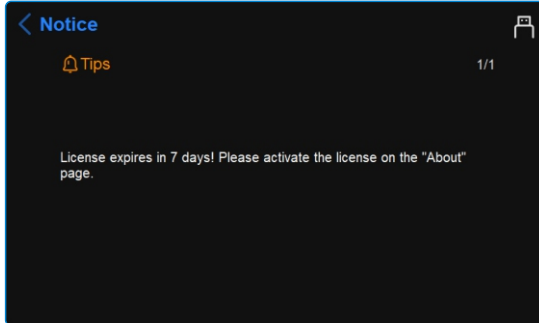 Notice
Tips
1/1
License expires in 7 days! Please activate the license on the "About"
page.